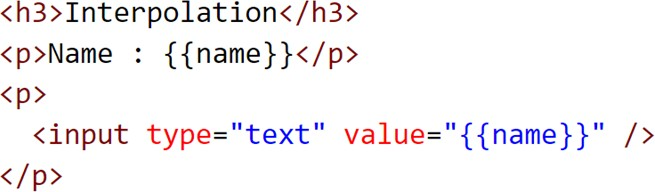 <h3>Interpolation</h3>
<p>Name : {{name}}</p>
<p>
  <input type="text" value="{{name}}" />
</p>